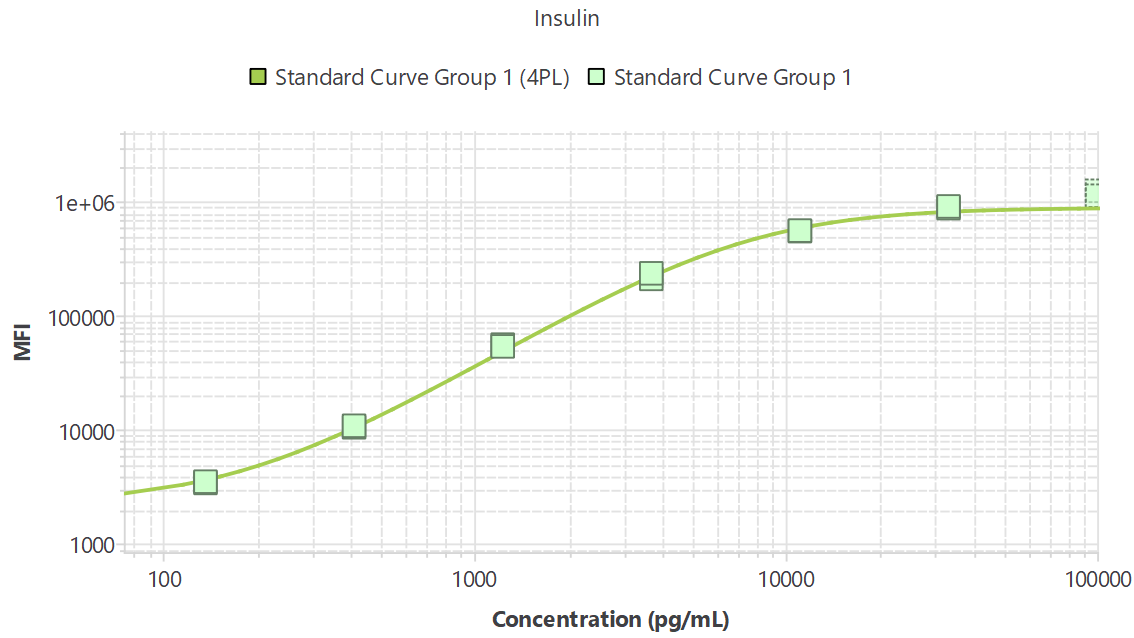 Insulin
Standard Curve Group 1 (4PL) Standard Curve Group 1
1e+06
100000
10000
1000
MFI
100 1000 10000 100000
Concentration (pg/mL)